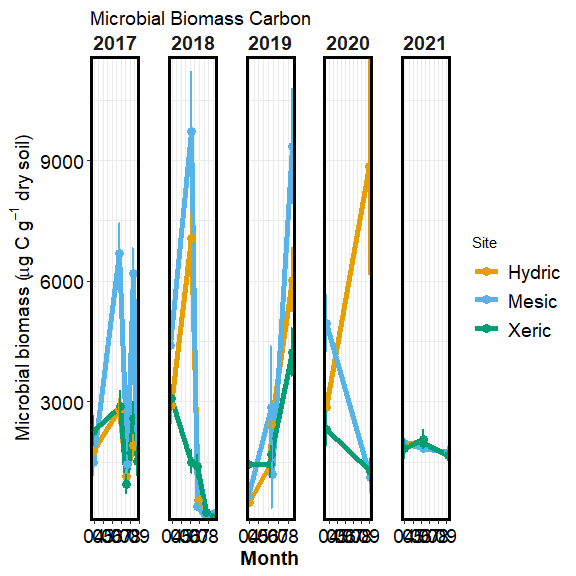 Microbial Biomass Carbon
2017 2018 2019 2020 2021
Microbial biomass (µg C g⁻¹ dry soil)
9000
6000
3000
Site
Hydric
Mesic
Xeric
Month